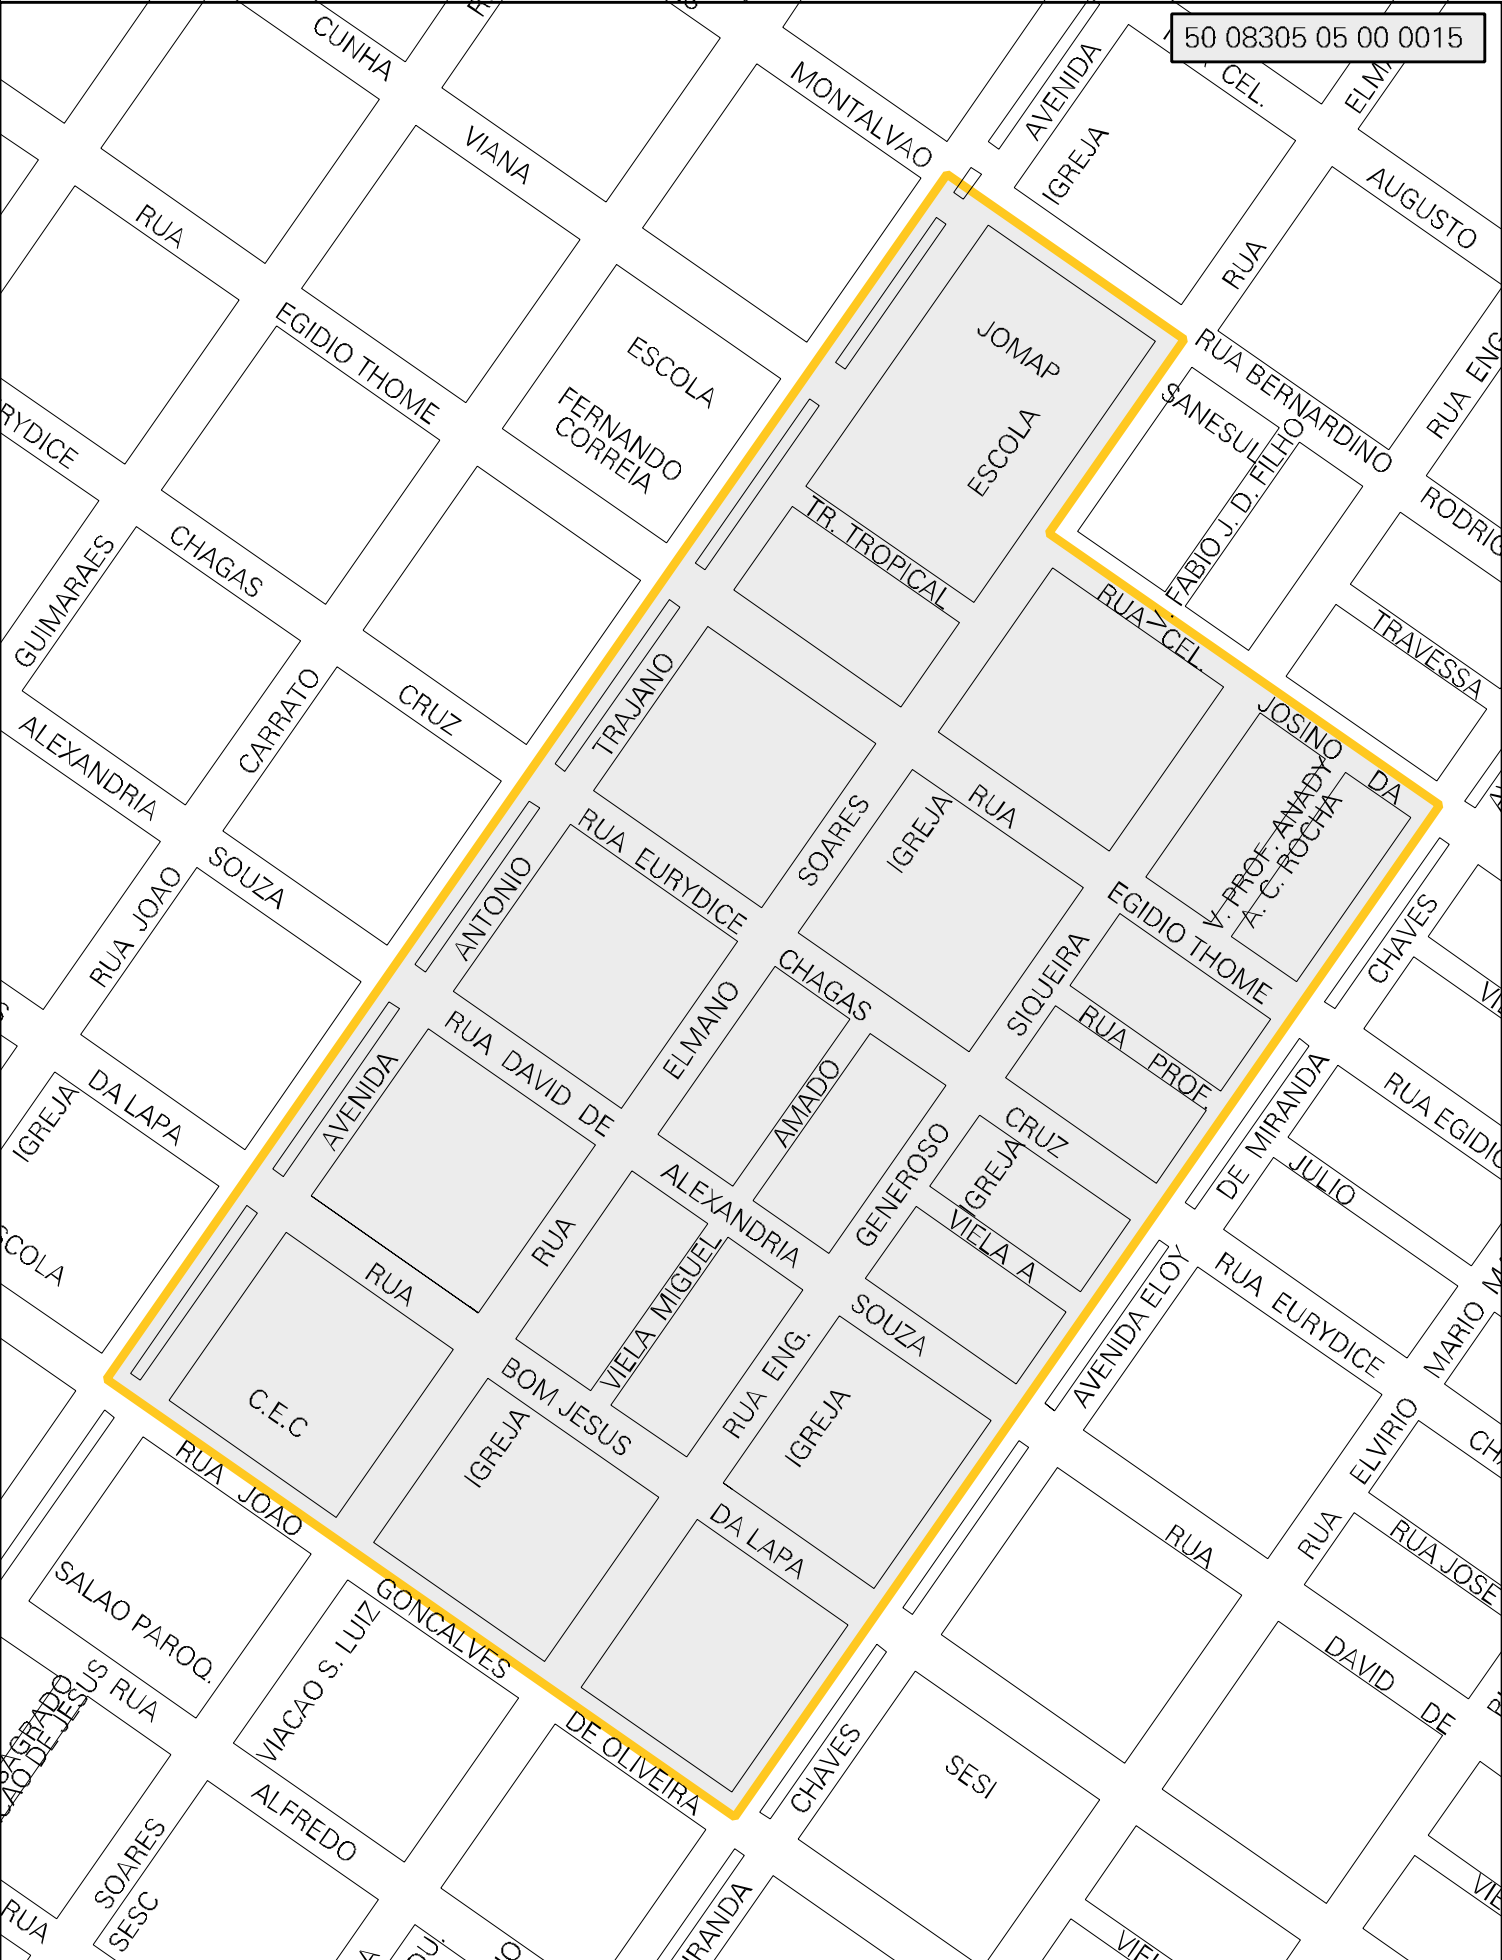 50 08305 05 00 0015
CUNHA
MONTALVAO
AVENIDA
CEL.
IGREJA
VIANA
AUGUSTO
RUA
RUA
EGIDIO THOME
ESCOLA
FERNANDO
CORREIA
JOMAP
ESCOLA
RUA BERNARDINO
SANESUL
RUA ENG
V. FABIO J. D. FILHO
RODRIG
TR. TROPICAL
RUA CEL.
TRAVESSA
RYDICE
CHAGAS
GUIMARAES
CARRATO
CRUZ
TRAJANO
JOSINO
DA
ALEXANDRIA
RUA
IGREJA
SOARES
V. PROF. ANADY
A. C. ROCHA
RUA JOAO
SOUZA
RUA EURYDICE
ANTONIO
EGIDIO THOME
CHAVES
CHAGAS
SIQUEIRA
ELMANO
RUA PROF
RUA DAVID DE
AVENIDA
AMADO
DE MIRANDA
RUA EGIDIO
IGREJA
DA LAPA
CRUZ
IGREJA
GENEROSO
JULIO
ALEXANDRIA
VIELA A
RUA
VIELA MIGUEL
SCOLA
RUA
SOUZA
AVENIDA ELOY
RUA EURYDICE
MARIO
RUA ENG.
BOM JESUS
C.E.C
IGREJA
IGREJA
ELVIRIO
RUA JOAO
DA LAPA
RUA
RUA
RUA JOSE
SALAO PAROQ.
GONCALVES
VIACAO S. LUIZ
RUA
DAVID DE
DE OLIVEIRA
CHAVES
SESI
ALFREDO
SOARES
SESC
RUA